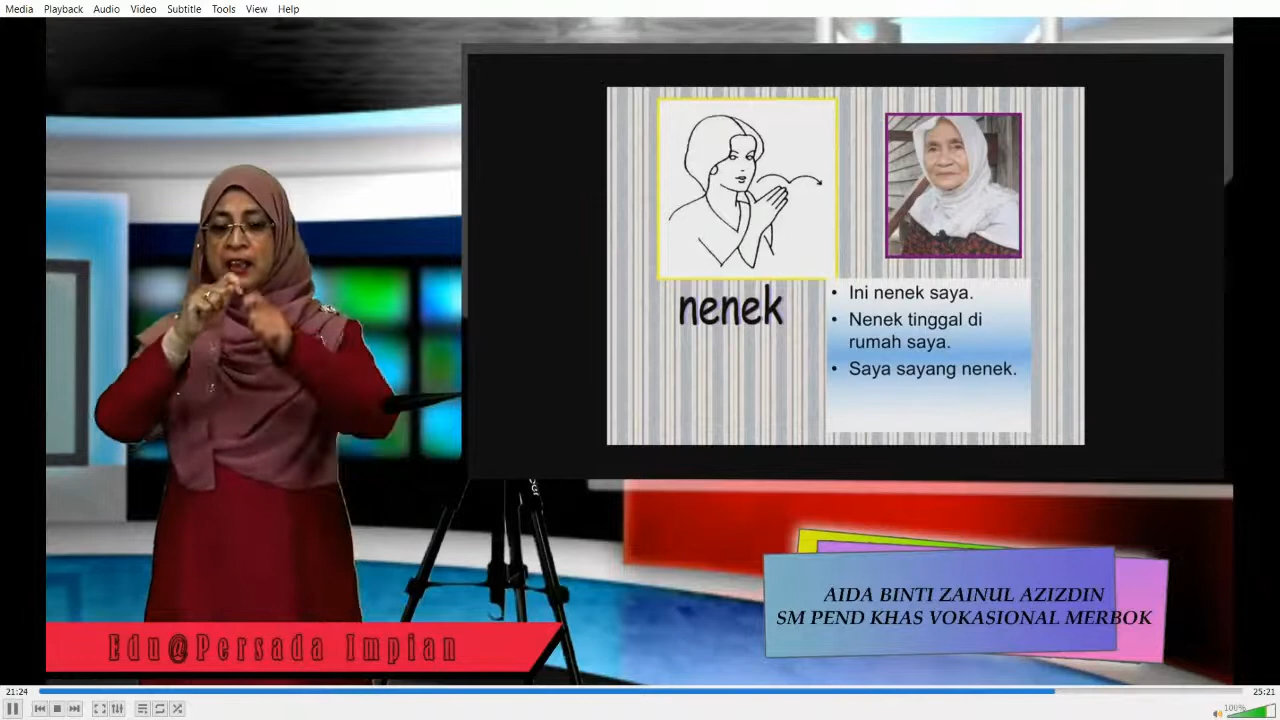 Media Playback Audio Video Subtitle Tools View Help
nenek
• Ini nenek saya.
• Nenek tinggal di
rumah saya.
• Saya sayang nenek.
AIDA BINTI ZAINUL AZIZDIN
SM PEND KHAS VOKASIONAL MERBOK
Edu@Persada Impian
21:24
25:21
100%